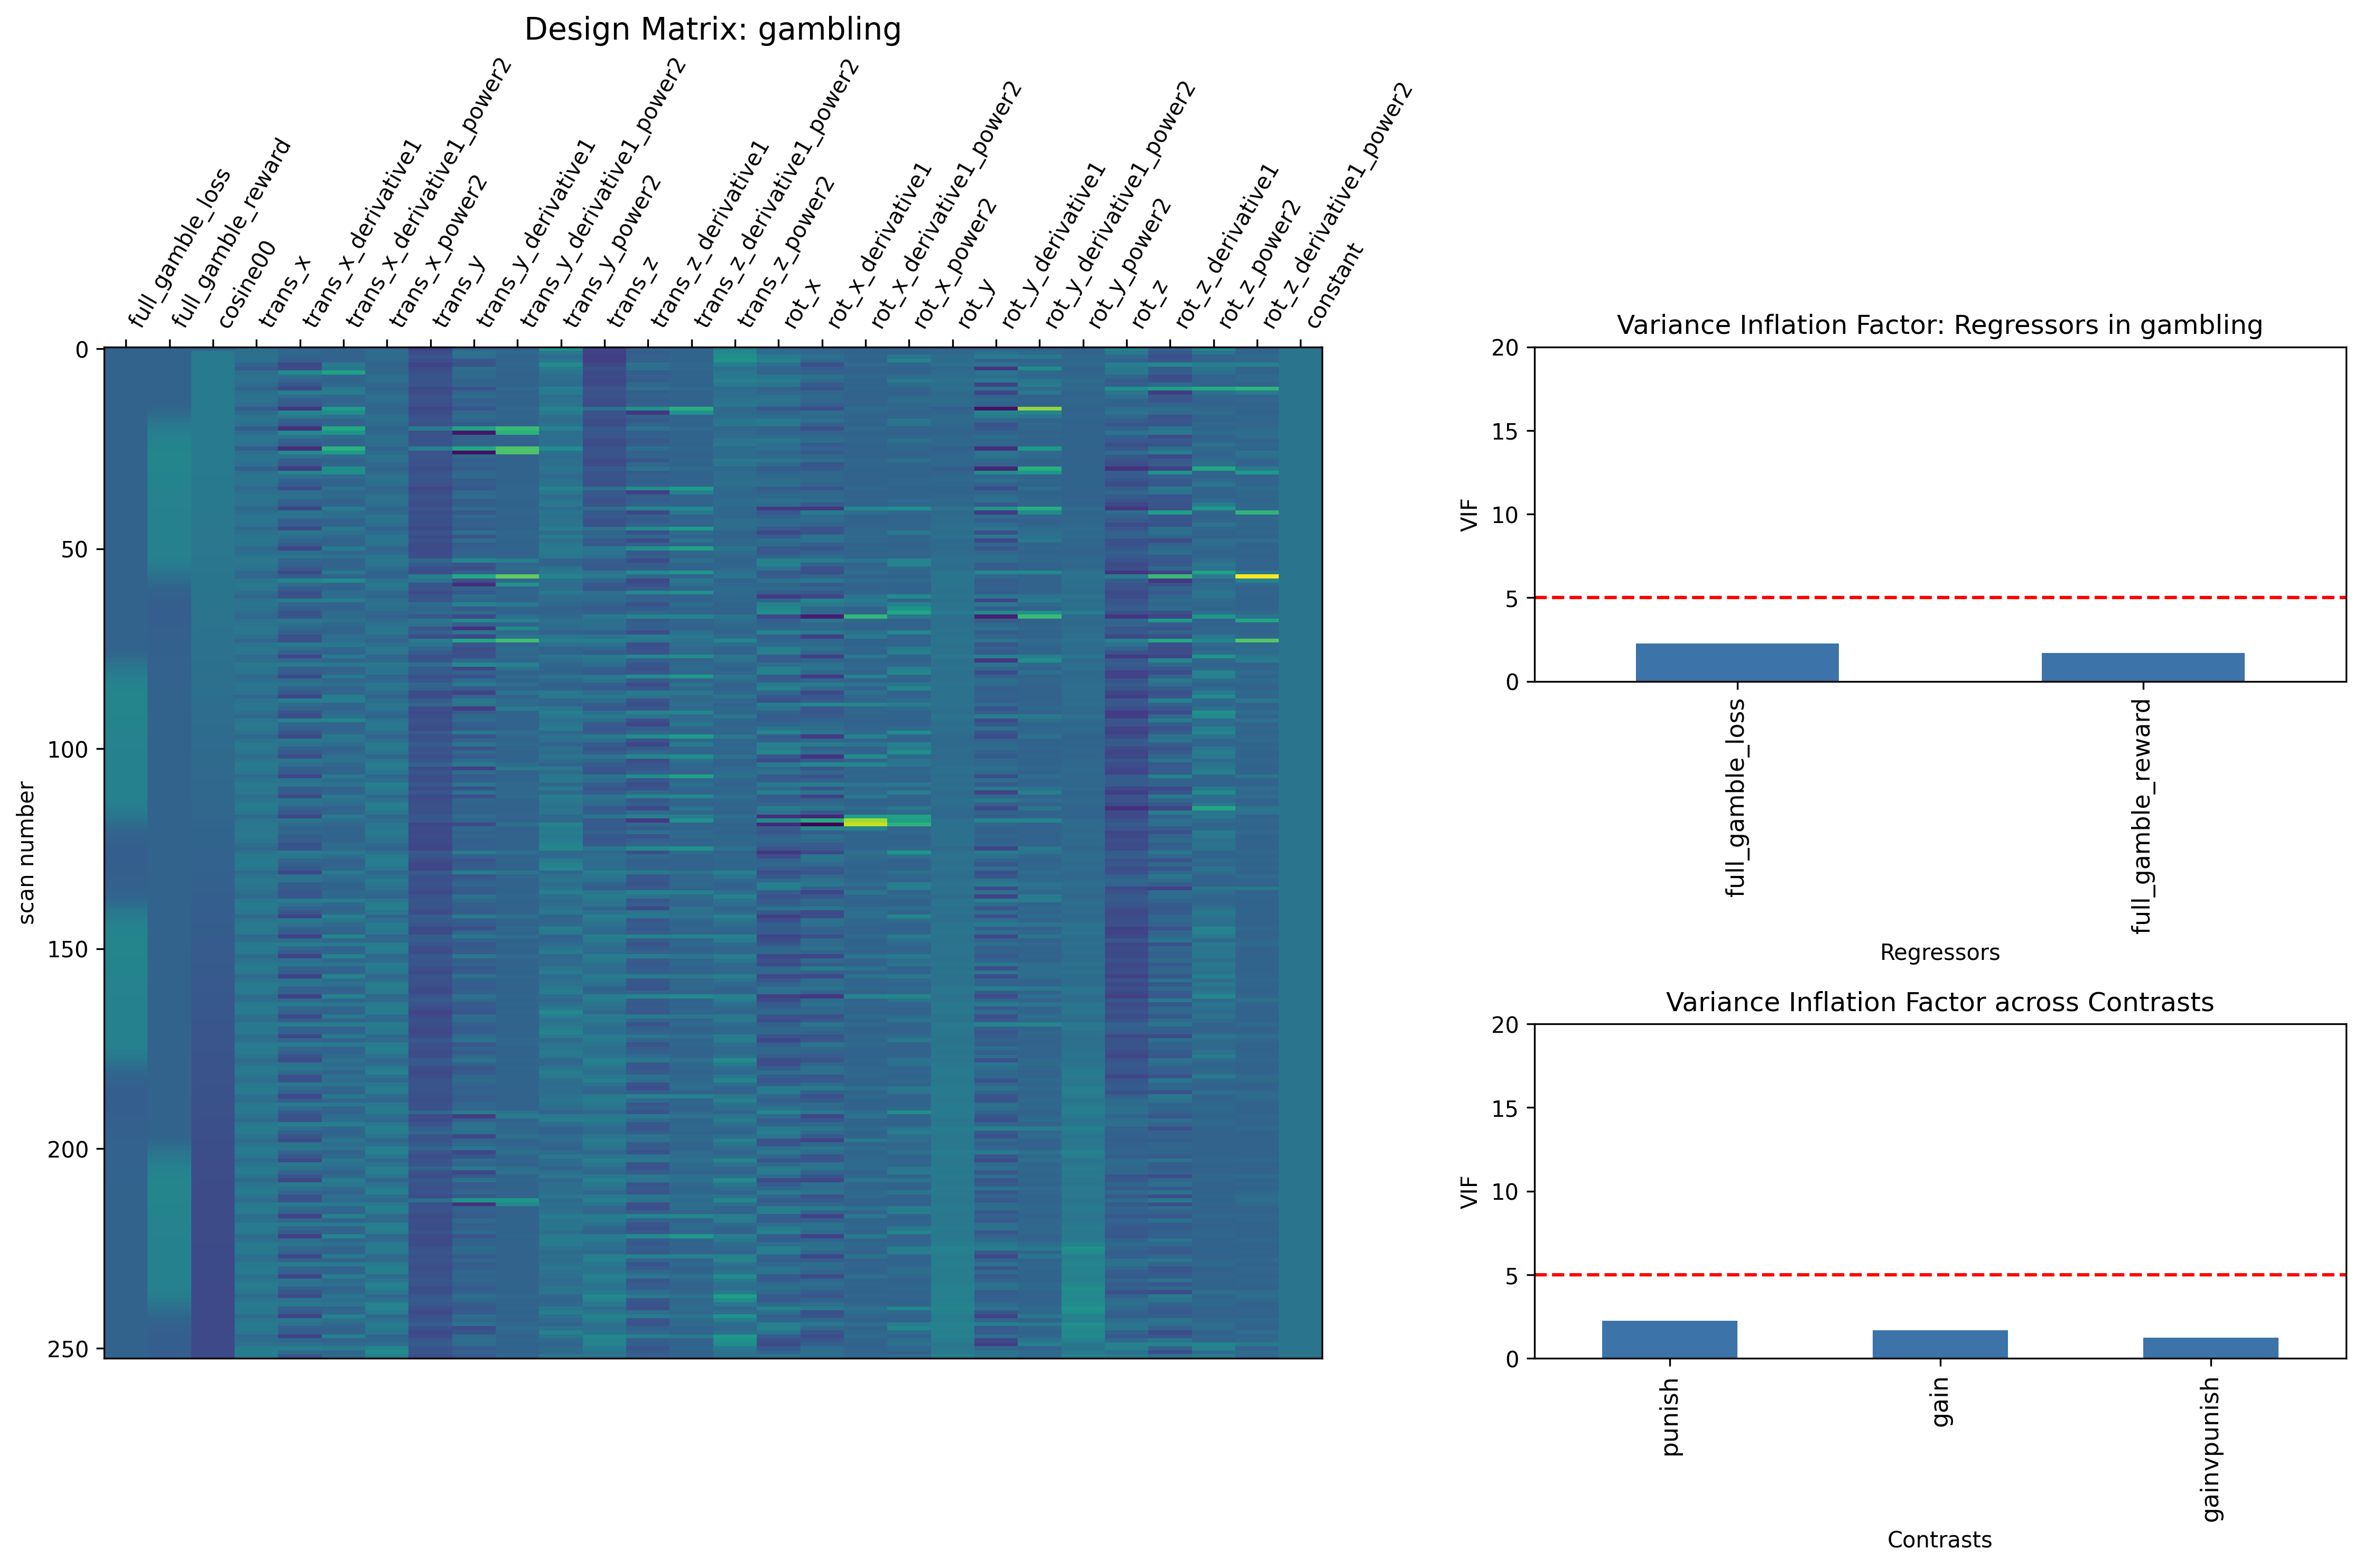 Design Matrix: gambling
full_gamble_loss
full_gamble_reward
cosine00
trans_x
trans_x_derivative1
trans_x_derivative1_power2
trans_x_power2
trans_y
trans_y_derivative1
trans_y_derivative1_power2
trans_y_power2
trans_z
trans_z_derivative1
trans_z_derivative1_power2
trans_z_power2
rot_x
rot_x_derivative1
rot_x_derivative1_power2
rot_x_power2
rot_y
rot_y_derivative1
rot_y_derivative1_power2
rot_y_power2
rot_z
rot_z_derivative1
rot_z_power2
rot_z_derivative1_power2
constant
0
50
100
150
200
250
scan number
Variance Inflation Factor: Regressors in gambling
20
15
10
5
0
VIF
full_gamble_loss
full_gamble_reward
Regressors
Variance Inflation Factor across Contrasts
20
15
10
5
0
VIF
punish
gain
gainvpunish
Contrasts